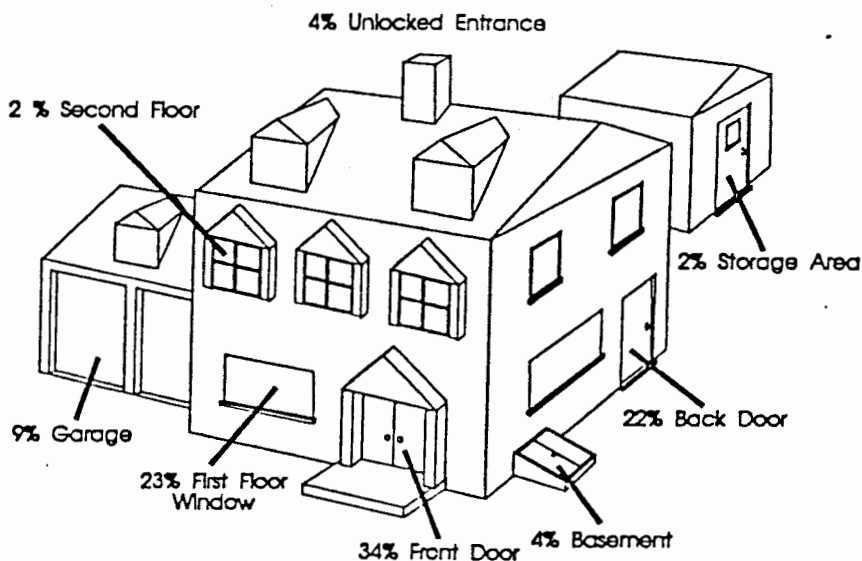 4% Unlocked Entrance
2 % Second Floor
2% Storage Area
22% Back Door
9% Garage
23% First Floor
Window
34% Front Door
4% Basement